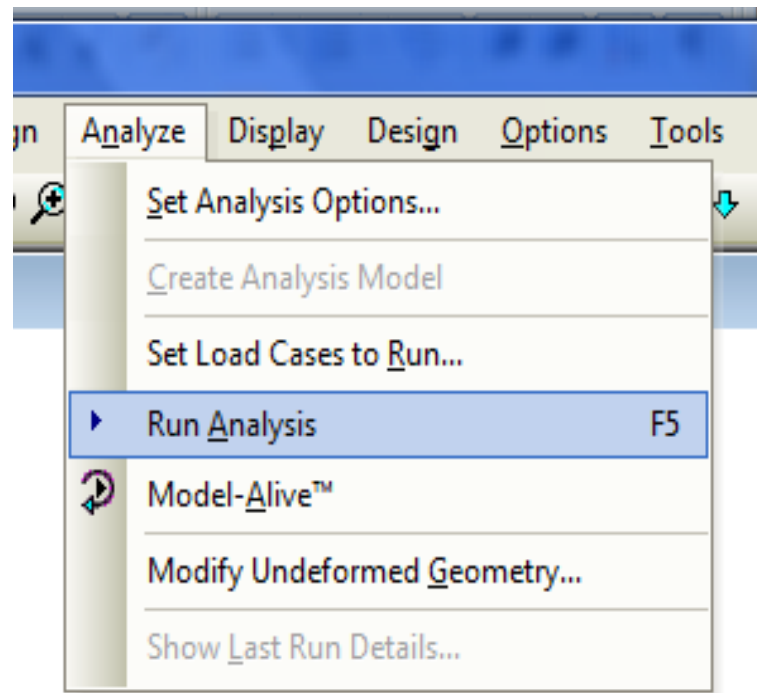 gn Analyze Display Design Options Tools
Set Analysis Options...
Create Analysis Model
Set Load Cases to Run...
Run Analysis F5
Model-Alive™
Modify Undeformed Geometry...
Show Last Run Details...